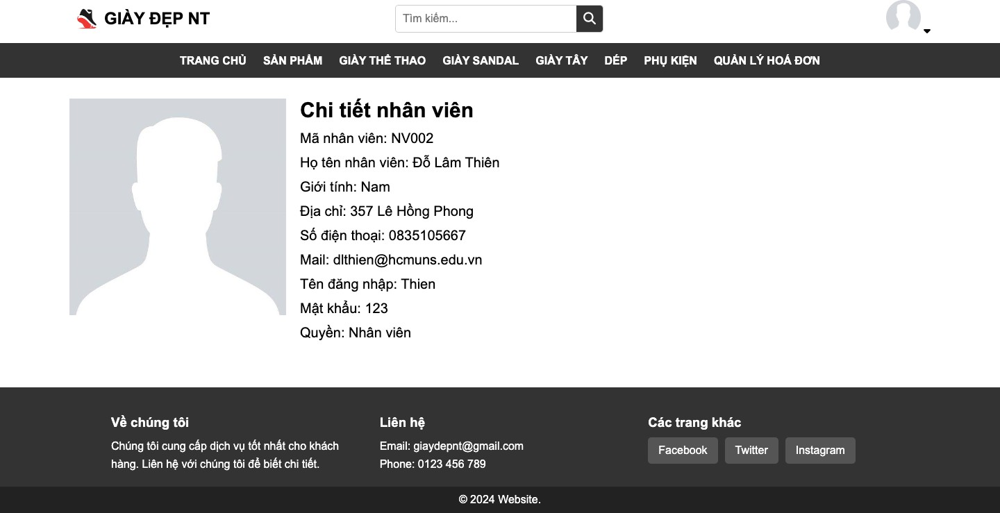 GIÀY ĐẸP NT
Tìm kiếm...
TRANG CHỦ SẢN PHẨM GIÀY THỂ THAO GIÀY SANDAL GIÀY TÂY DÉP PHỤ KIỆN QUẢN LÝ HOÁ ĐƠN
Chi tiết nhân viên
Mã nhân viên: NV002
Họ tên nhân viên: Đỗ Lâm Thiên
Giới tính: Nam
Địa chỉ: 357 Lê Hồng Phong
Số điện thoại: 0835105667
Mail: dlthien@hcmuns.edu.vn
Tên đăng nhập: Thien
Mật khẩu: 123
Quyền: Nhân viên
Về chúng tôi
Chúng tôi cung cấp dịch vụ tốt nhất cho khách
hàng. Liên hệ với chúng tôi để biết chi tiết.
Liên hệ
Email: giaydepnt@gmail.com
Phone: 0123 456 789
Các trang khác
Facebook Twitter Instagram
© 2024 Website.